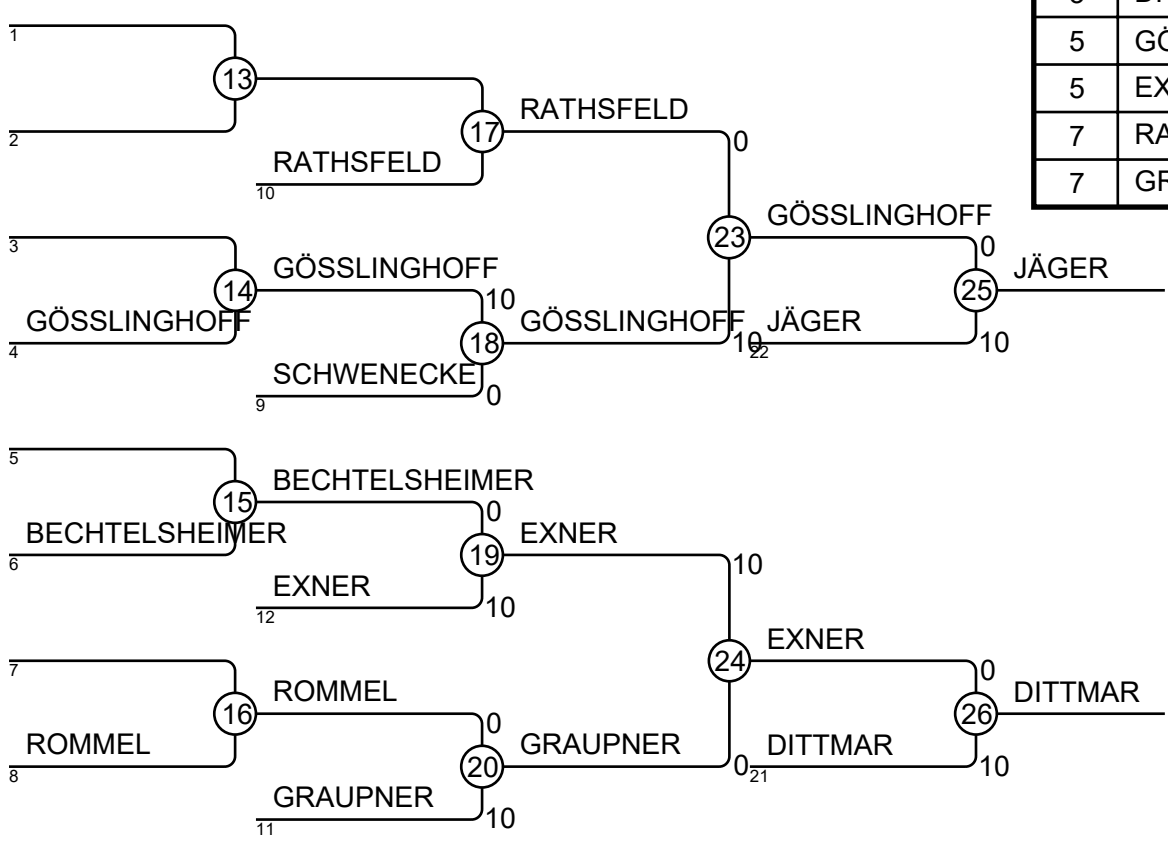 1
13
2
RATHSFELD
10
17
RATHSFELD
0
3
14
GÖSSLINGHOFF
4
GÖSSLINGHOFF
10
18
SCHWENECKE
9
0
GÖSSLINGHOFF
10
23
GÖSSLINGHOFF
0
JÄGER
22
10
25
JÄGER
5
15
BECHTELSHEIMER
6
BECHTELSHEIMER
0
19
EXNER
12
10
EXNER
10
7
16
ROMMEL
8
ROMMEL
0
20
GRAUPNER
11
10
GRAUPNER
0
24
EXNER
0
DITTMAR
21
10
26
DITTMAR
5 GÖ
5 EX
7 RA
7 GR